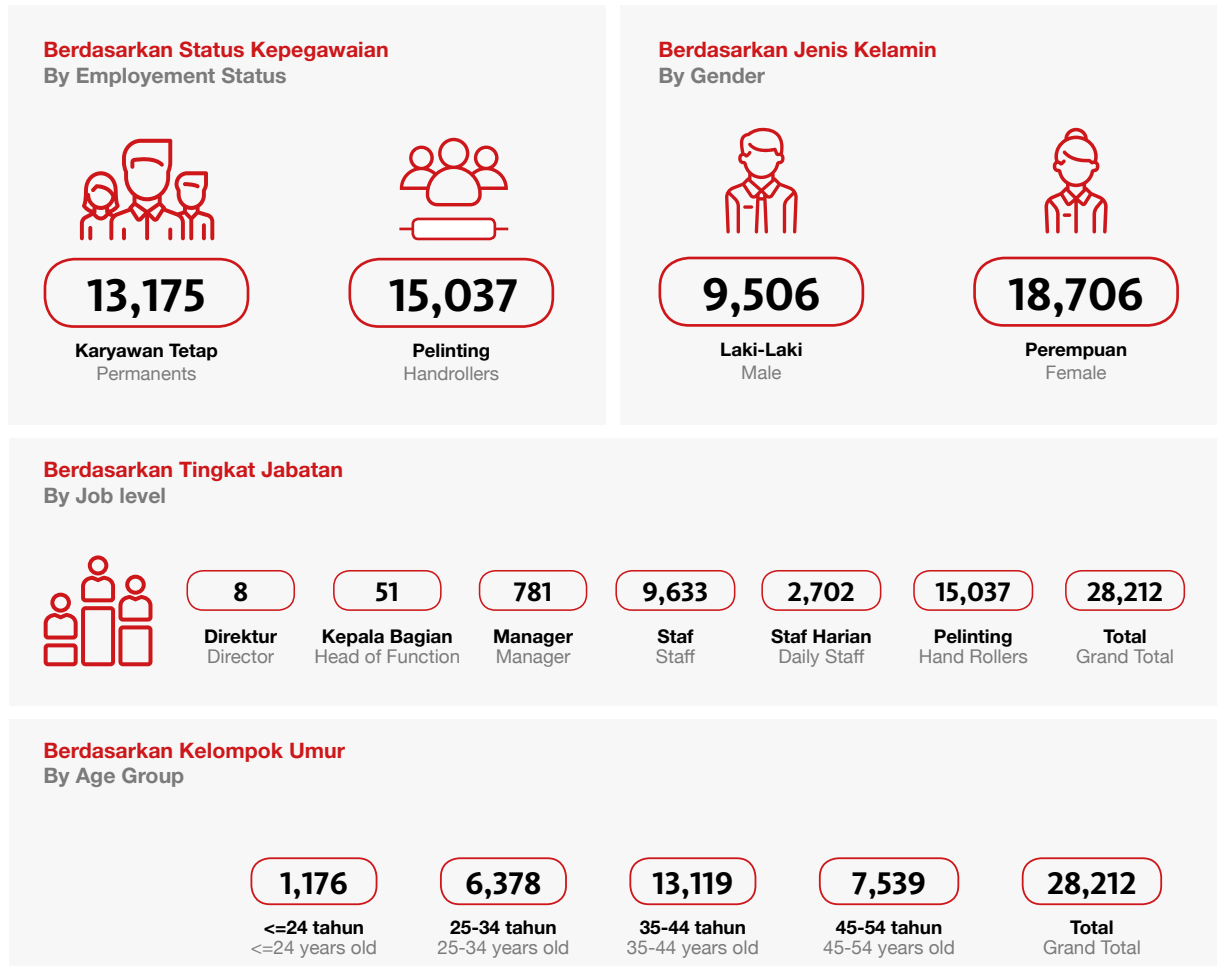 Berdasarkan Status Kepegawaian
By Employement Status
13,175
Karyawan Tetap
Permanents
15,037
Pelinting
Handrollers
Berdasarkan Jenis Kelamin
By Gender
9,506
Laki-Laki
Male
18,706
Perempuan
Female
Berdasarkan Tingkat Jabatan
By Job level
8
Direktur
Director
51
Kepala Bagian
Head of Function
781
Manager
Manager
9,633
Staf
Staff
2,702
Staf Harian
Daily Staff
15,037
Pelinting
Hand Rollers
28,212
Total
Grand Total
Berdasarkan Kelompok Umur
By Age Group
1,176
<=24 tahun
<=24 years old
6,378
25-34 tahun
25-34 years old
13,119
35-44 tahun
35-44 years old
7,539
45-54 tahun
45-54 years old
28,212
Total
Grand Total